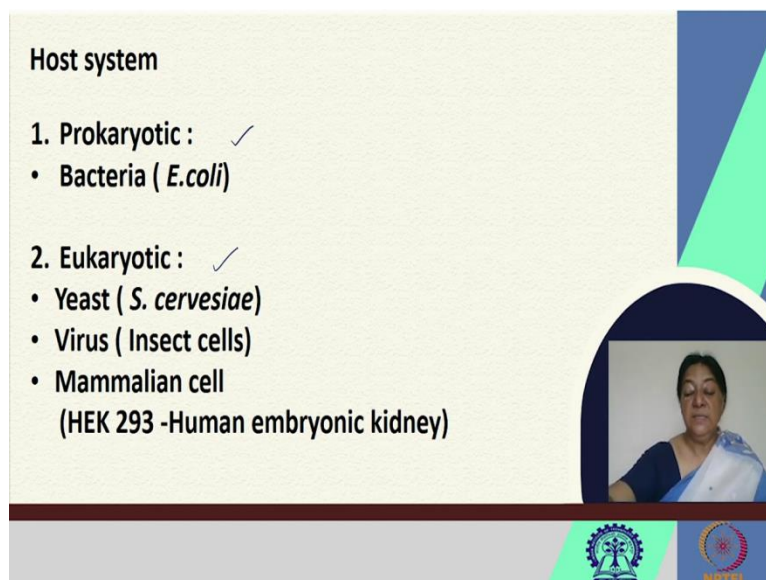 Host system
1. Prokaryotic :
• Bacteria ( E.coli)
2. Eukaryotic :
• Yeast ( S. cervesiae)
• Virus ( Insect cells)
• Mammalian cell
(HEK 293 -Human embryonic kidney)
NPTEL